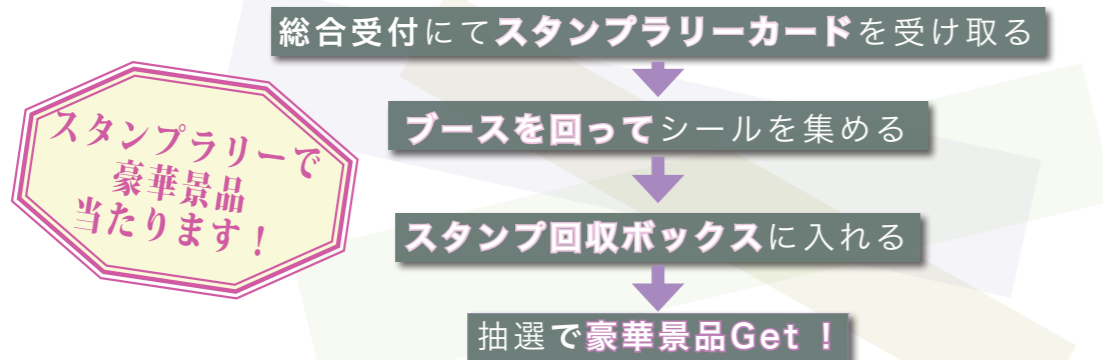 総合受付にてスタンプラリーカードを受け取る
スタンプラリーで
豪華景品
当たります！
ブースを回ってシールを集める
スタンプ回収ボックスに入れる
抽選で豪華景品Get！